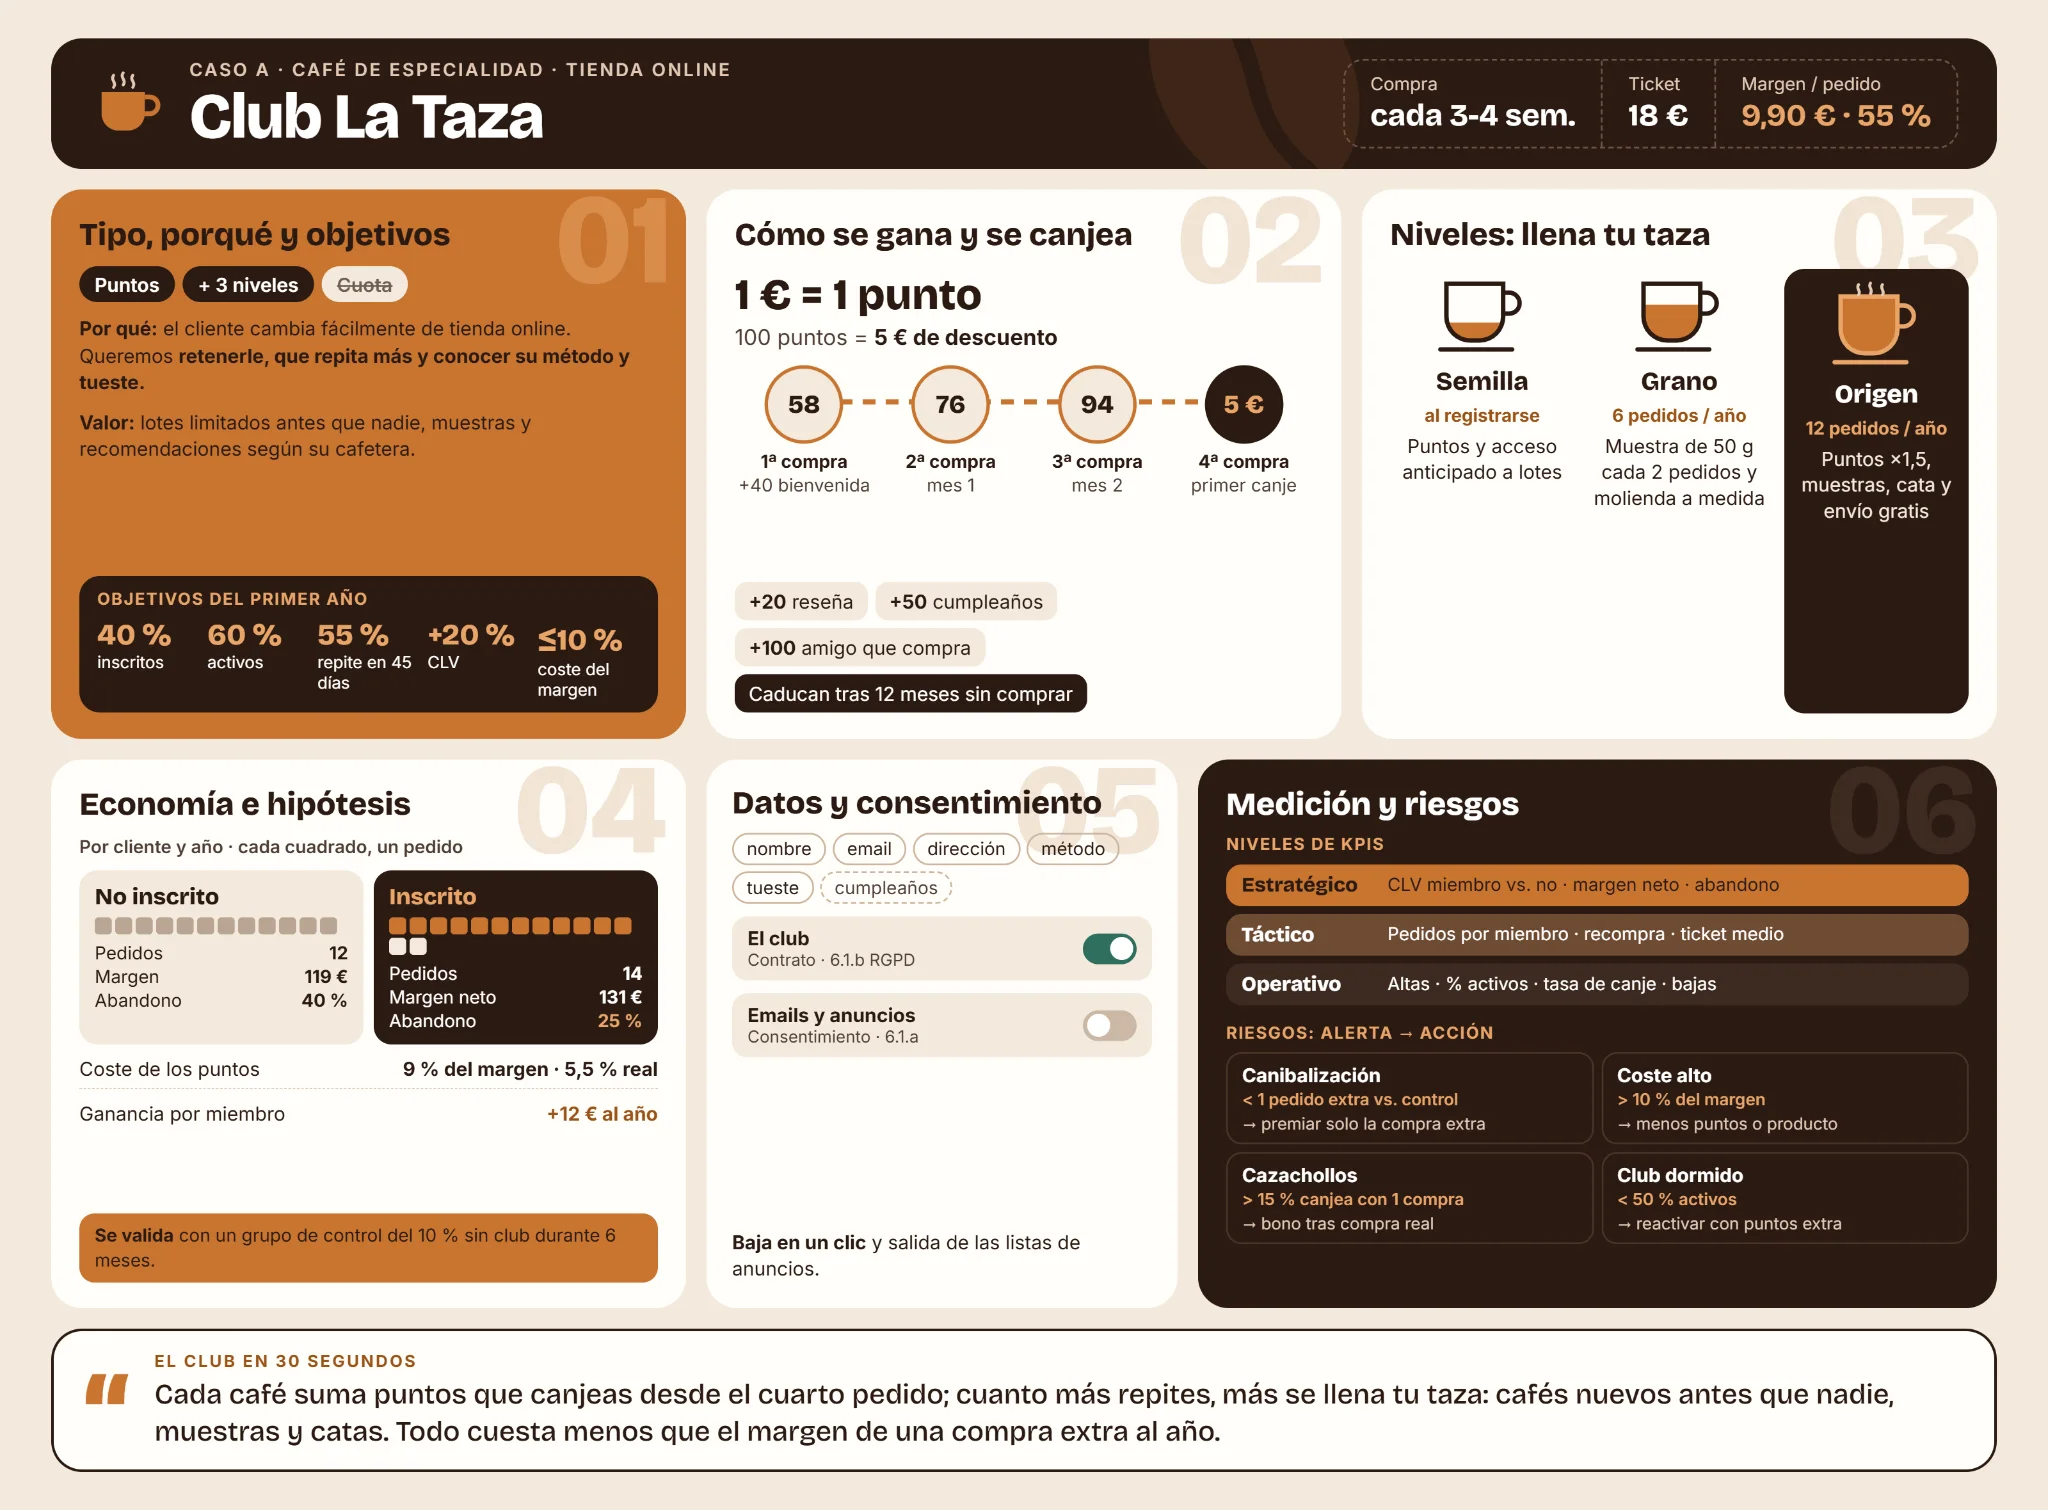 CASO A · CAFÉ DE ESPECIALIDAD · TIENDA ONLINE
Club La Taza
Compra
cada 3-4 sem.
Ticket
18 €
Margen / pedido
9,90 € · 55 %
01
Tipo, porqué y objetivos
Puntos
+ 3 niveles
Cuota
Por qué: el cliente cambia fácilmente de tienda online.
Queremos retenerle, que repita más y conocer su método y
tueste.
Valor: lotes limitados antes que nadie, muestras y
recomendaciones según su cafetera.
OBJETIVOS DEL PRIMER AÑO
40 %
inscritos
60 %
activos
55 %
repite en 45
días
+20 %
CLV
≤10 %
coste del
margen
02
Cómo se gana y se canjea
1 € = 1 punto
100 puntos = 5 € de descuento
58
1ª compra
+40 bienvenida
76
2ª compra
mes 1
94
3ª compra
mes 2
5 €
4ª compra
primer canje
+20 reseña
+50 cumpleaños
+100 amigo que compra
Caducan tras 12 meses sin comprar
03
Niveles: llena tu taza
Semilla
al registrarse
Puntos y acceso
anticipado a lotes
Grano
6 pedidos / año
Muestra de 50 g
cada 2 pedidos y
molienda a medida
Origen
12 pedidos / año
Puntos ×1,5,
muestras, cata y
envío gratis
04
Economía e hipótesis
Por cliente y año · cada cuadrado, un pedido
No inscrito
Pedidos 12
Margen 119 €
Abandono 40 %
Inscrito
Pedidos 14
Margen neto 131 €
Abandono 25 %
Coste de los puntos 9 % del margen · 5,5 % real
Ganancia por miembro +12 € al año
Se valida con un grupo de control del 10 % sin club durante 6
meses.
05
Datos y consentimiento
nombre
email
dirección
método
tueste
cumpleaños
El club
Contrato · 6.1.b RGPD
Emails y anuncios
Consentimiento · 6.1.a
Baja en un clic y salida de las listas de
anuncios.
06
Medición y riesgos
NIVELES DE KPIS
Estratégico CLV miembro vs. no · margen neto · abandono
Táctico Pedidos por miembro · recompra · ticket medio
Operativo Altas · % activos · tasa de canje · bajas
RIESGOS: ALERTA → ACCIÓN
Canibalización
< 1 pedido extra vs. control
→ premiar solo la compra extra
Coste alto
> 10 % del margen
→ menos puntos o producto
Cazachollos
> 15 % canjea con 1 compra
→ bono tras compra real
Club dormido
< 50 % activos
→ reactivar con puntos extra
“
EL CLUB EN 30 SEGUNDOS
Cada café suma puntos que canjeas desde el cuarto pedido; cuanto más repites, más se llena tu taza: cafés nuevos antes que nadie,
muestras y catas. Todo cuesta menos que el margen de una compra extra al año.